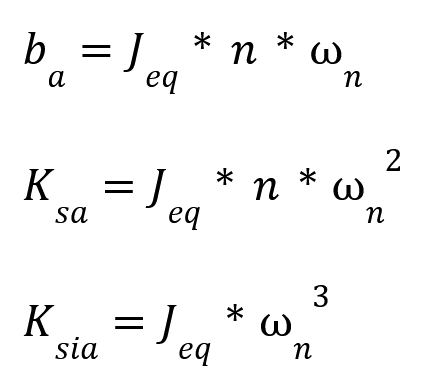 b_a = J_eq * n * ω_n
K_sa = J_eq * n * ω_n^2
K_sia = J_eq * ω_n^3